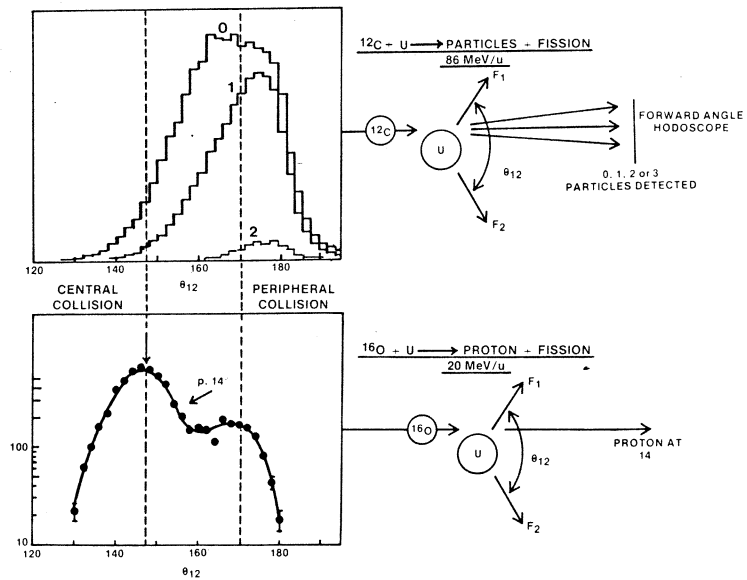 0
1
2
120 140 160 180
θ12
¹²C + U ⟶ PARTICLES + FISSION
86 MeV/u
F1
¹²C
U
θ12
F2
FORWARD ANGLE
HODOSCOPE
0, 1, 2 or 3
PARTICLES DETECTED
CENTRAL
COLLISION
PERIPHERAL
COLLISION
p. 14
100
10
120 140 160 180
θ12
¹⁶O + U ⟶ PROTON + FISSION
20 MeV/u
F1
¹⁶O
U
θ12
F2
PROTON AT
14